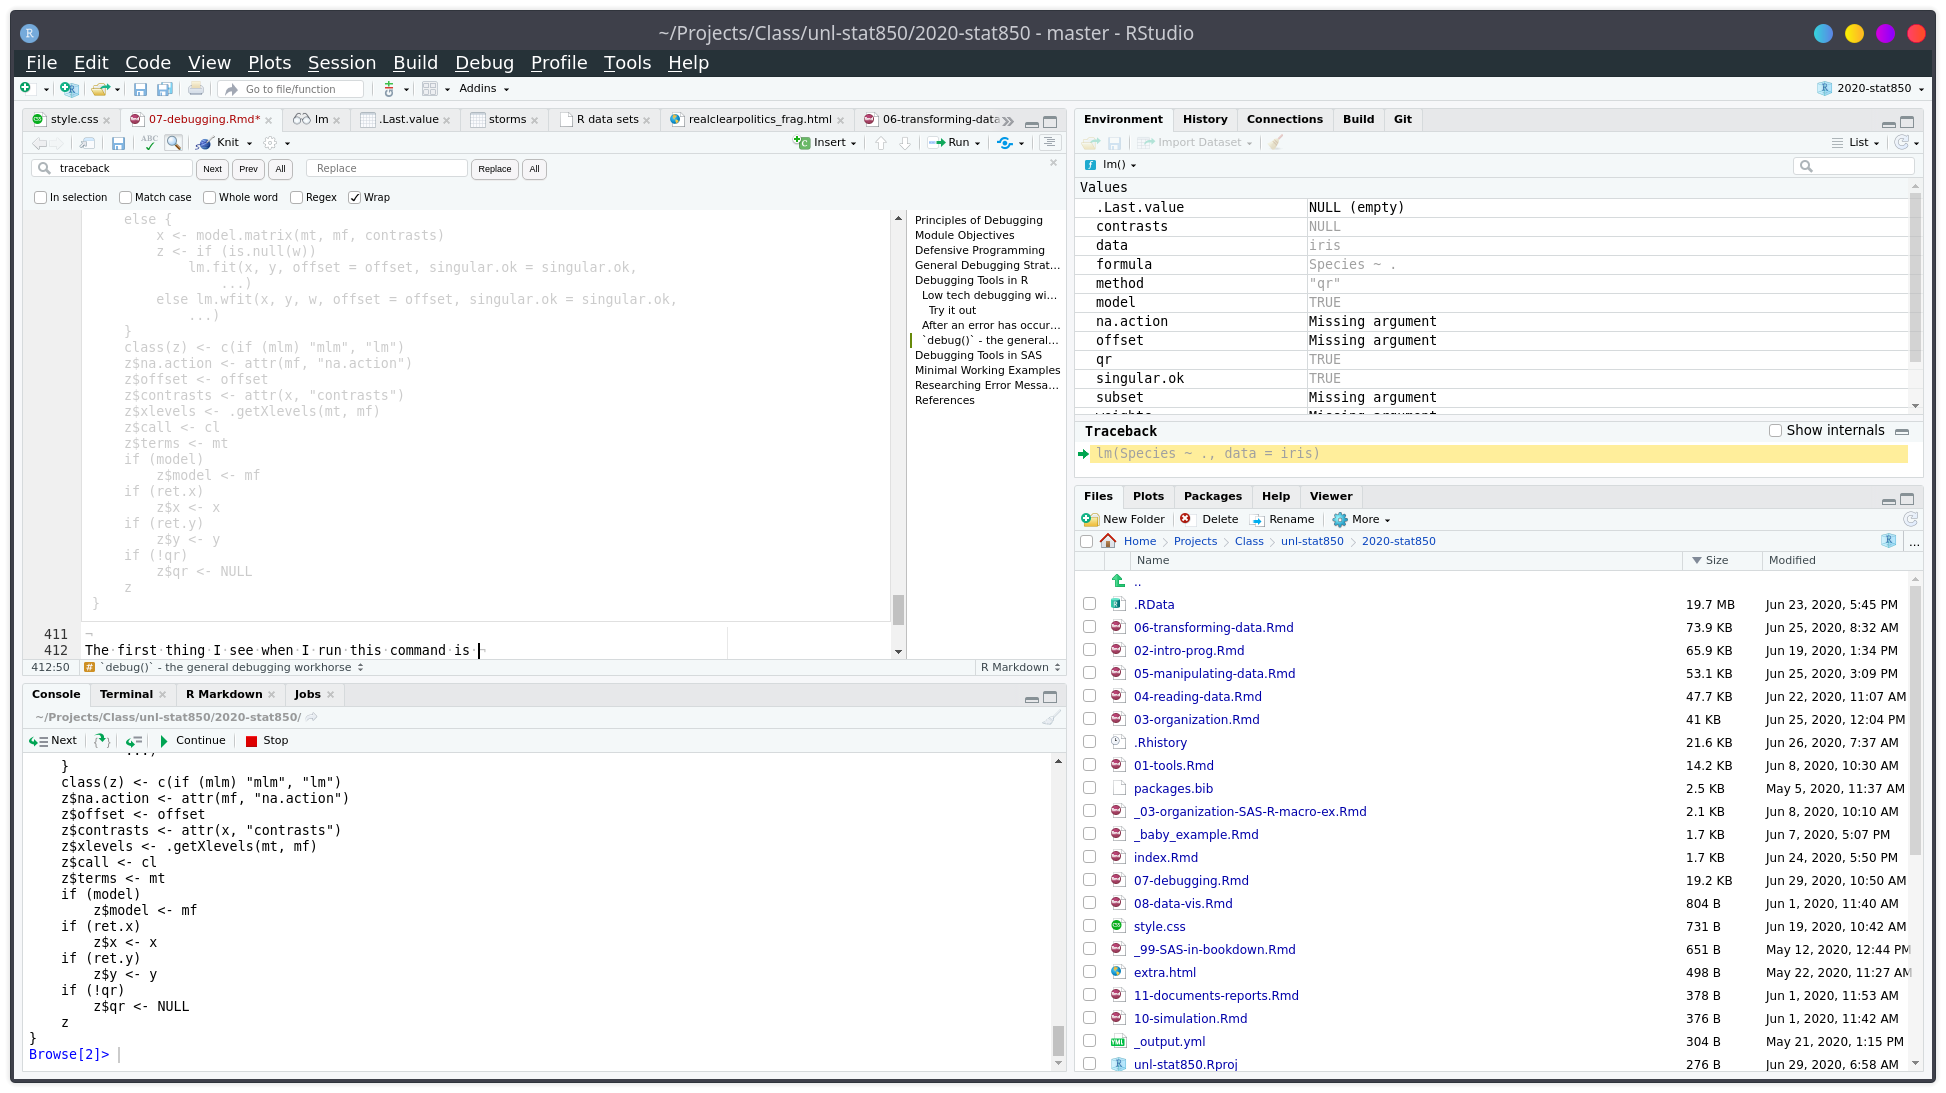 ~/Projects/Class/unl-stat850/2020-stat850 - master - RStudio
File Edit Code View Plots Session Build Debug Profile Tools Help
Go to file/function Addins 2020-stat850
style.css 07-debugging.Rmd* lm .Last.value storms R data sets realclearpolitics_frag.html 06-transforming-data
ABC Knit Insert Run
traceback Next Prev All Replace Replace All
In selection Match case Whole word Regex Wrap
else {
x <- model.matrix(mt, mf, contrasts)
z <- if (is.null(w))
lm.fit(x, y, offset = offset, singular.ok = singular.ok,
...)
else lm.wfit(x, y, w, offset = offset, singular.ok = singular.ok,
...)
}
class(z) <- c(if (mlm) "mlm", "lm")
z$na.action <- attr(mf, "na.action")
z$offset <- offset
z$contrasts <- attr(x, "contrasts")
z$xlevels <- .getXlevels(mt, mf)
z$call <- cl
z$terms <- mt
if (model)
z$model <- mf
if (ret.x)
z$x <- x
if (ret.y)
z$y <- y
if (!qr)
z$qr <- NULL
z
}
411 ¬
412 The·first·thing·I·see·when·I·run·this·command·is·¬
Principles of Debugging
Module Objectives
Defensive Programming
General Debugging Strat...
Debugging Tools in R
Low tech debugging wi...
Try it out
After an error has occur...
`debug()` - the general...
Debugging Tools in SAS
Minimal Working Examples
Researching Error Messa...
References
412:50 # `debug()` - the general debugging workhorse R Markdown
Console Terminal R Markdown Jobs
~/Projects/Class/unl-stat850/2020-stat850/
Next Continue Stop
...)
}
class(z) <- c(if (mlm) "mlm", "lm")
z$na.action <- attr(mf, "na.action")
z$offset <- offset
z$contrasts <- attr(x, "contrasts")
z$xlevels <- .getXlevels(mt, mf)
z$call <- cl
z$terms <- mt
if (model)
z$model <- mf
if (ret.x)
z$x <- x
if (ret.y)
z$y <- y
if (!qr)
z$qr <- NULL
z
}
Browse[2]>
Environment History Connections Build Git
Import Dataset List
lm()
Values
.Last.value NULL (empty)
contrasts NULL
data iris
formula Species ~ .
method "qr"
model TRUE
na.action Missing argument
offset Missing argument
qr TRUE
singular.ok TRUE
subset Missing argument
weights Missing argument
Traceback Show internals
lm(Species ~ ., data = iris)
Files Plots Packages Help Viewer
New Folder Delete Rename More
Home Projects Class unl-stat850 2020-stat850 ...
Name Size Modified
..
.RData 19.7 MB Jun 23, 2020, 5:45 PM
06-transforming-data.Rmd 73.9 KB Jun 25, 2020, 8:32 AM
02-intro-prog.Rmd 65.9 KB Jun 19, 2020, 1:34 PM
05-manipulating-data.Rmd 53.1 KB Jun 25, 2020, 3:09 PM
04-reading-data.Rmd 47.7 KB Jun 22, 2020, 11:07 AM
03-organization.Rmd 41 KB Jun 25, 2020, 12:04 PM
.Rhistory 21.6 KB Jun 26, 2020, 7:37 AM
01-tools.Rmd 14.2 KB Jun 8, 2020, 10:30 AM
packages.bib 2.5 KB May 5, 2020, 11:37 AM
_03-organization-SAS-R-macro-ex.Rmd 2.1 KB Jun 8, 2020, 10:10 AM
_baby_example.Rmd 1.7 KB Jun 7, 2020, 5:07 PM
index.Rmd 1.7 KB Jun 24, 2020, 5:50 PM
07-debugging.Rmd 19.2 KB Jun 29, 2020, 10:50 AM
08-data-vis.Rmd 804 B Jun 1, 2020, 11:40 AM
style.css 731 B Jun 19, 2020, 10:42 AM
_99-SAS-in-bookdown.Rmd 651 B May 12, 2020, 12:44 PM
extra.html 498 B May 22, 2020, 11:27 AM
11-documents-reports.Rmd 378 B Jun 1, 2020, 11:53 AM
10-simulation.Rmd 376 B Jun 1, 2020, 11:42 AM
_output.yml 304 B May 21, 2020, 1:15 PM
unl-stat850.Rproj 276 B Jun 29, 2020, 6:58 AM